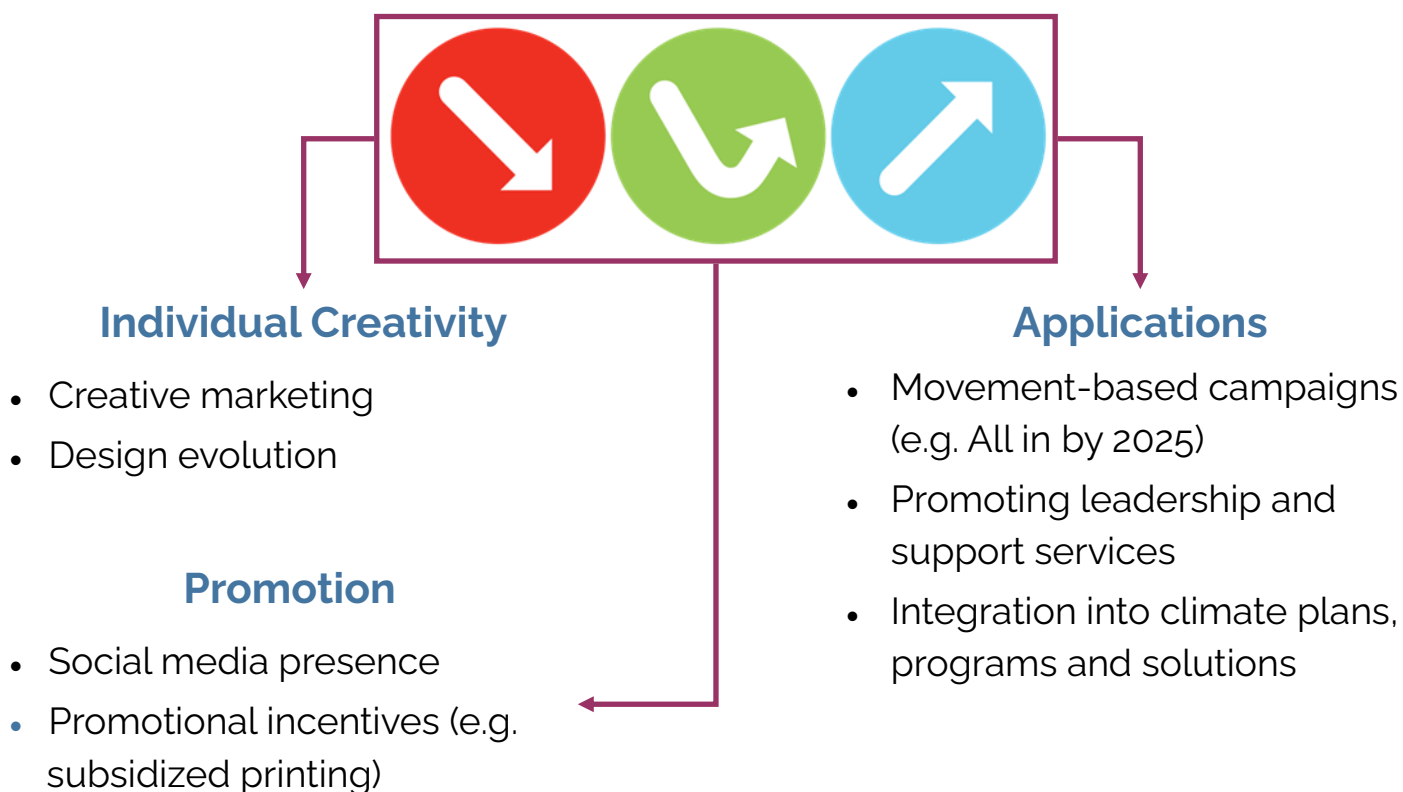 Individual Creativity
• Creative marketing
• Design evolution
Promotion
• Social media presence
• Promotional incentives (e.g.
subsidized printing)
Applications
• Movement-based campaigns
(e.g. All in by 2025)
• Promoting leadership and
support services
• Integration into climate plans,
programs and solutions